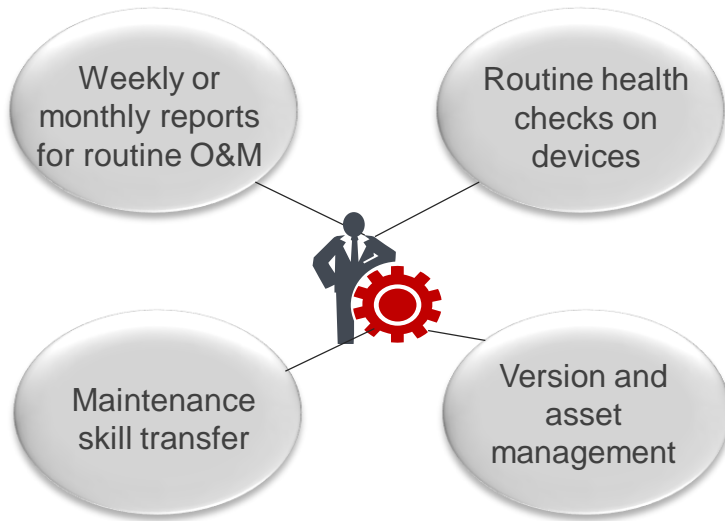 Weekly or
monthly reports
for routine O&M
Routine health
checks on
devices
Maintenance
skill transfer
Version and
asset
management